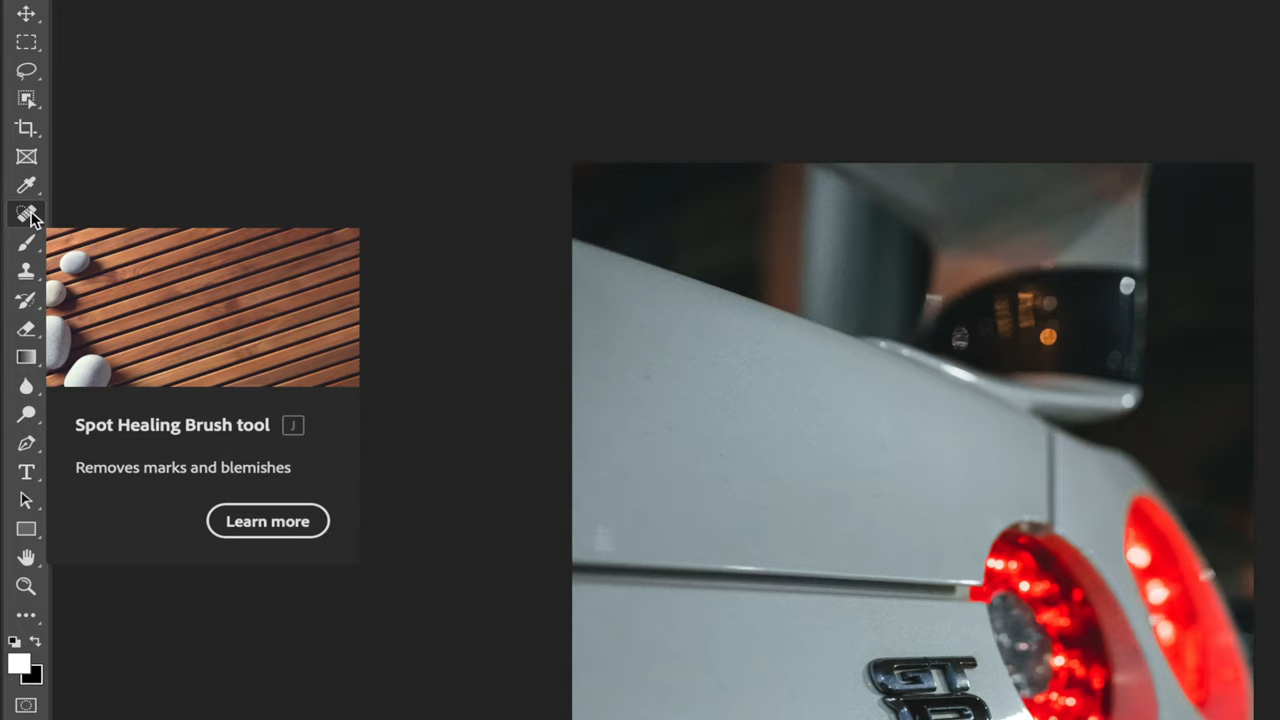 Spot Healing Brush tool J
Removes marks and blemishes
Learn more
GT